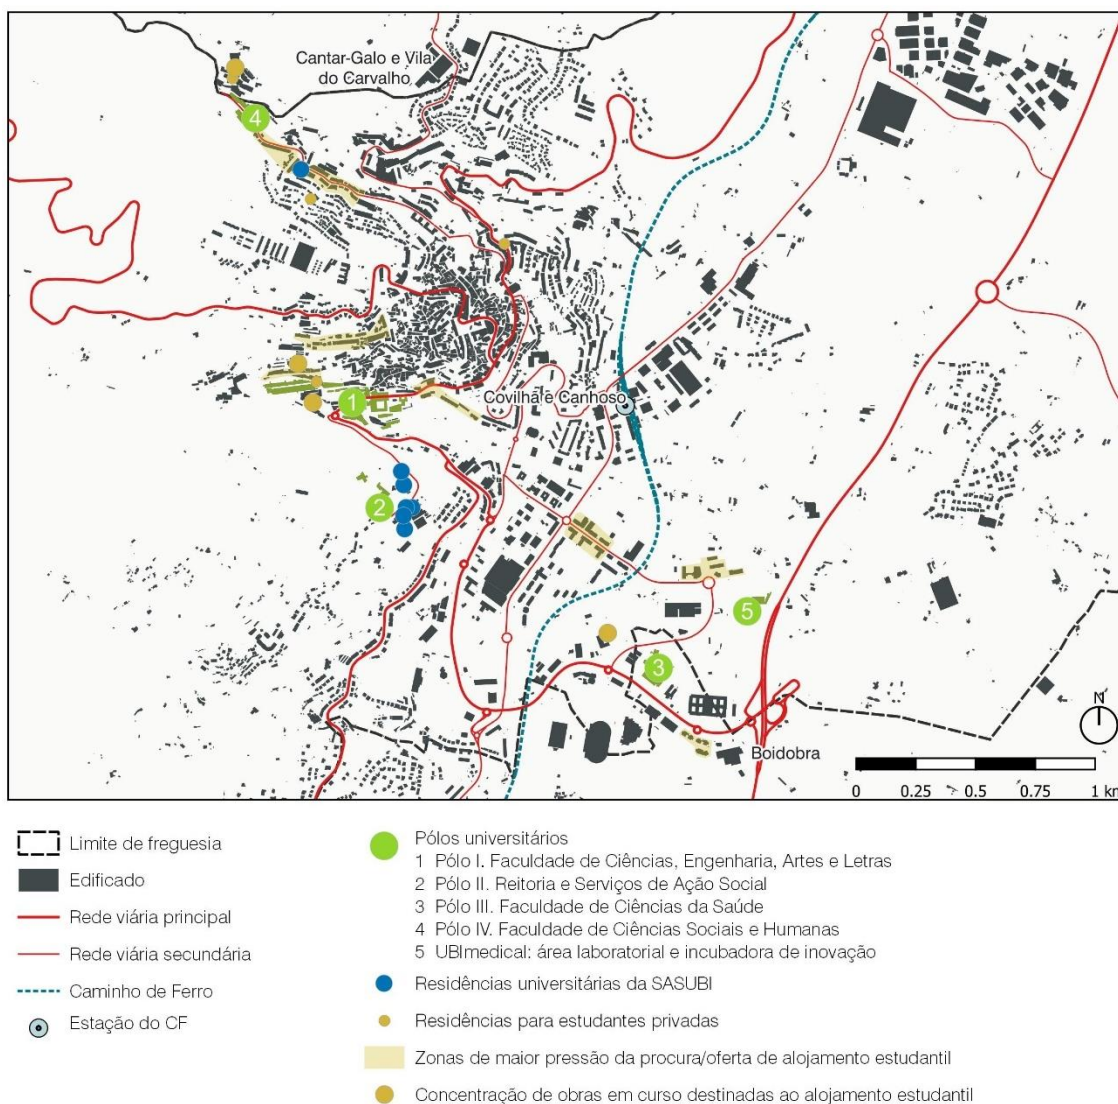 Cantar-Galo e Vila
do Carvalho
4
1
Covilhã e Canhoso
2
5
3
N
Boidobra
0 0.25 0.5 0.75 1 km
Limite de freguesia
Edificado
Rede viária principal
Rede viária secundária
Caminho de Ferro
Estação do CF
Pólos universitários
1 Pólo I. Faculdade de Ciências, Engenharia, Artes e Letras
2 Pólo II. Reitoria e Serviços de Ação Social
3 Pólo III. Faculdade de Ciências da Saúde
4 Pólo IV. Faculdade de Ciências Sociais e Humanas
5 UBImedical: área laboratorial e incubadora de inovação
Residências universitárias da SASUBI
Residências para estudantes privadas
Zonas de maior pressão da procura/oferta de alojamento estudantil
Concentração de obras em curso destinadas ao alojamento estudantil